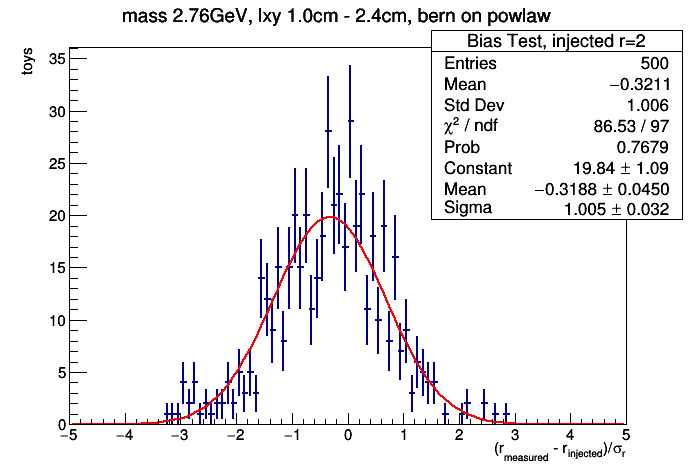 mass 2.76GeV, lxy 1.0cm - 2.4cm, bern on powlaw
toys
Bias Test, injected r=2
Entries 500
Mean −0.3211
Std Dev 1.006
χ² / ndf 86.53 / 97
Prob 0.7679
Constant 19.84 ± 1.09
Mean −0.3188 ± 0.0450
Sigma 1.005 ± 0.032
35
30
25
20
15
10
5
0
−5 −4 −3 −2 −1 0 1 2 3 4 5
(r_measured - r_injected)/σ_r